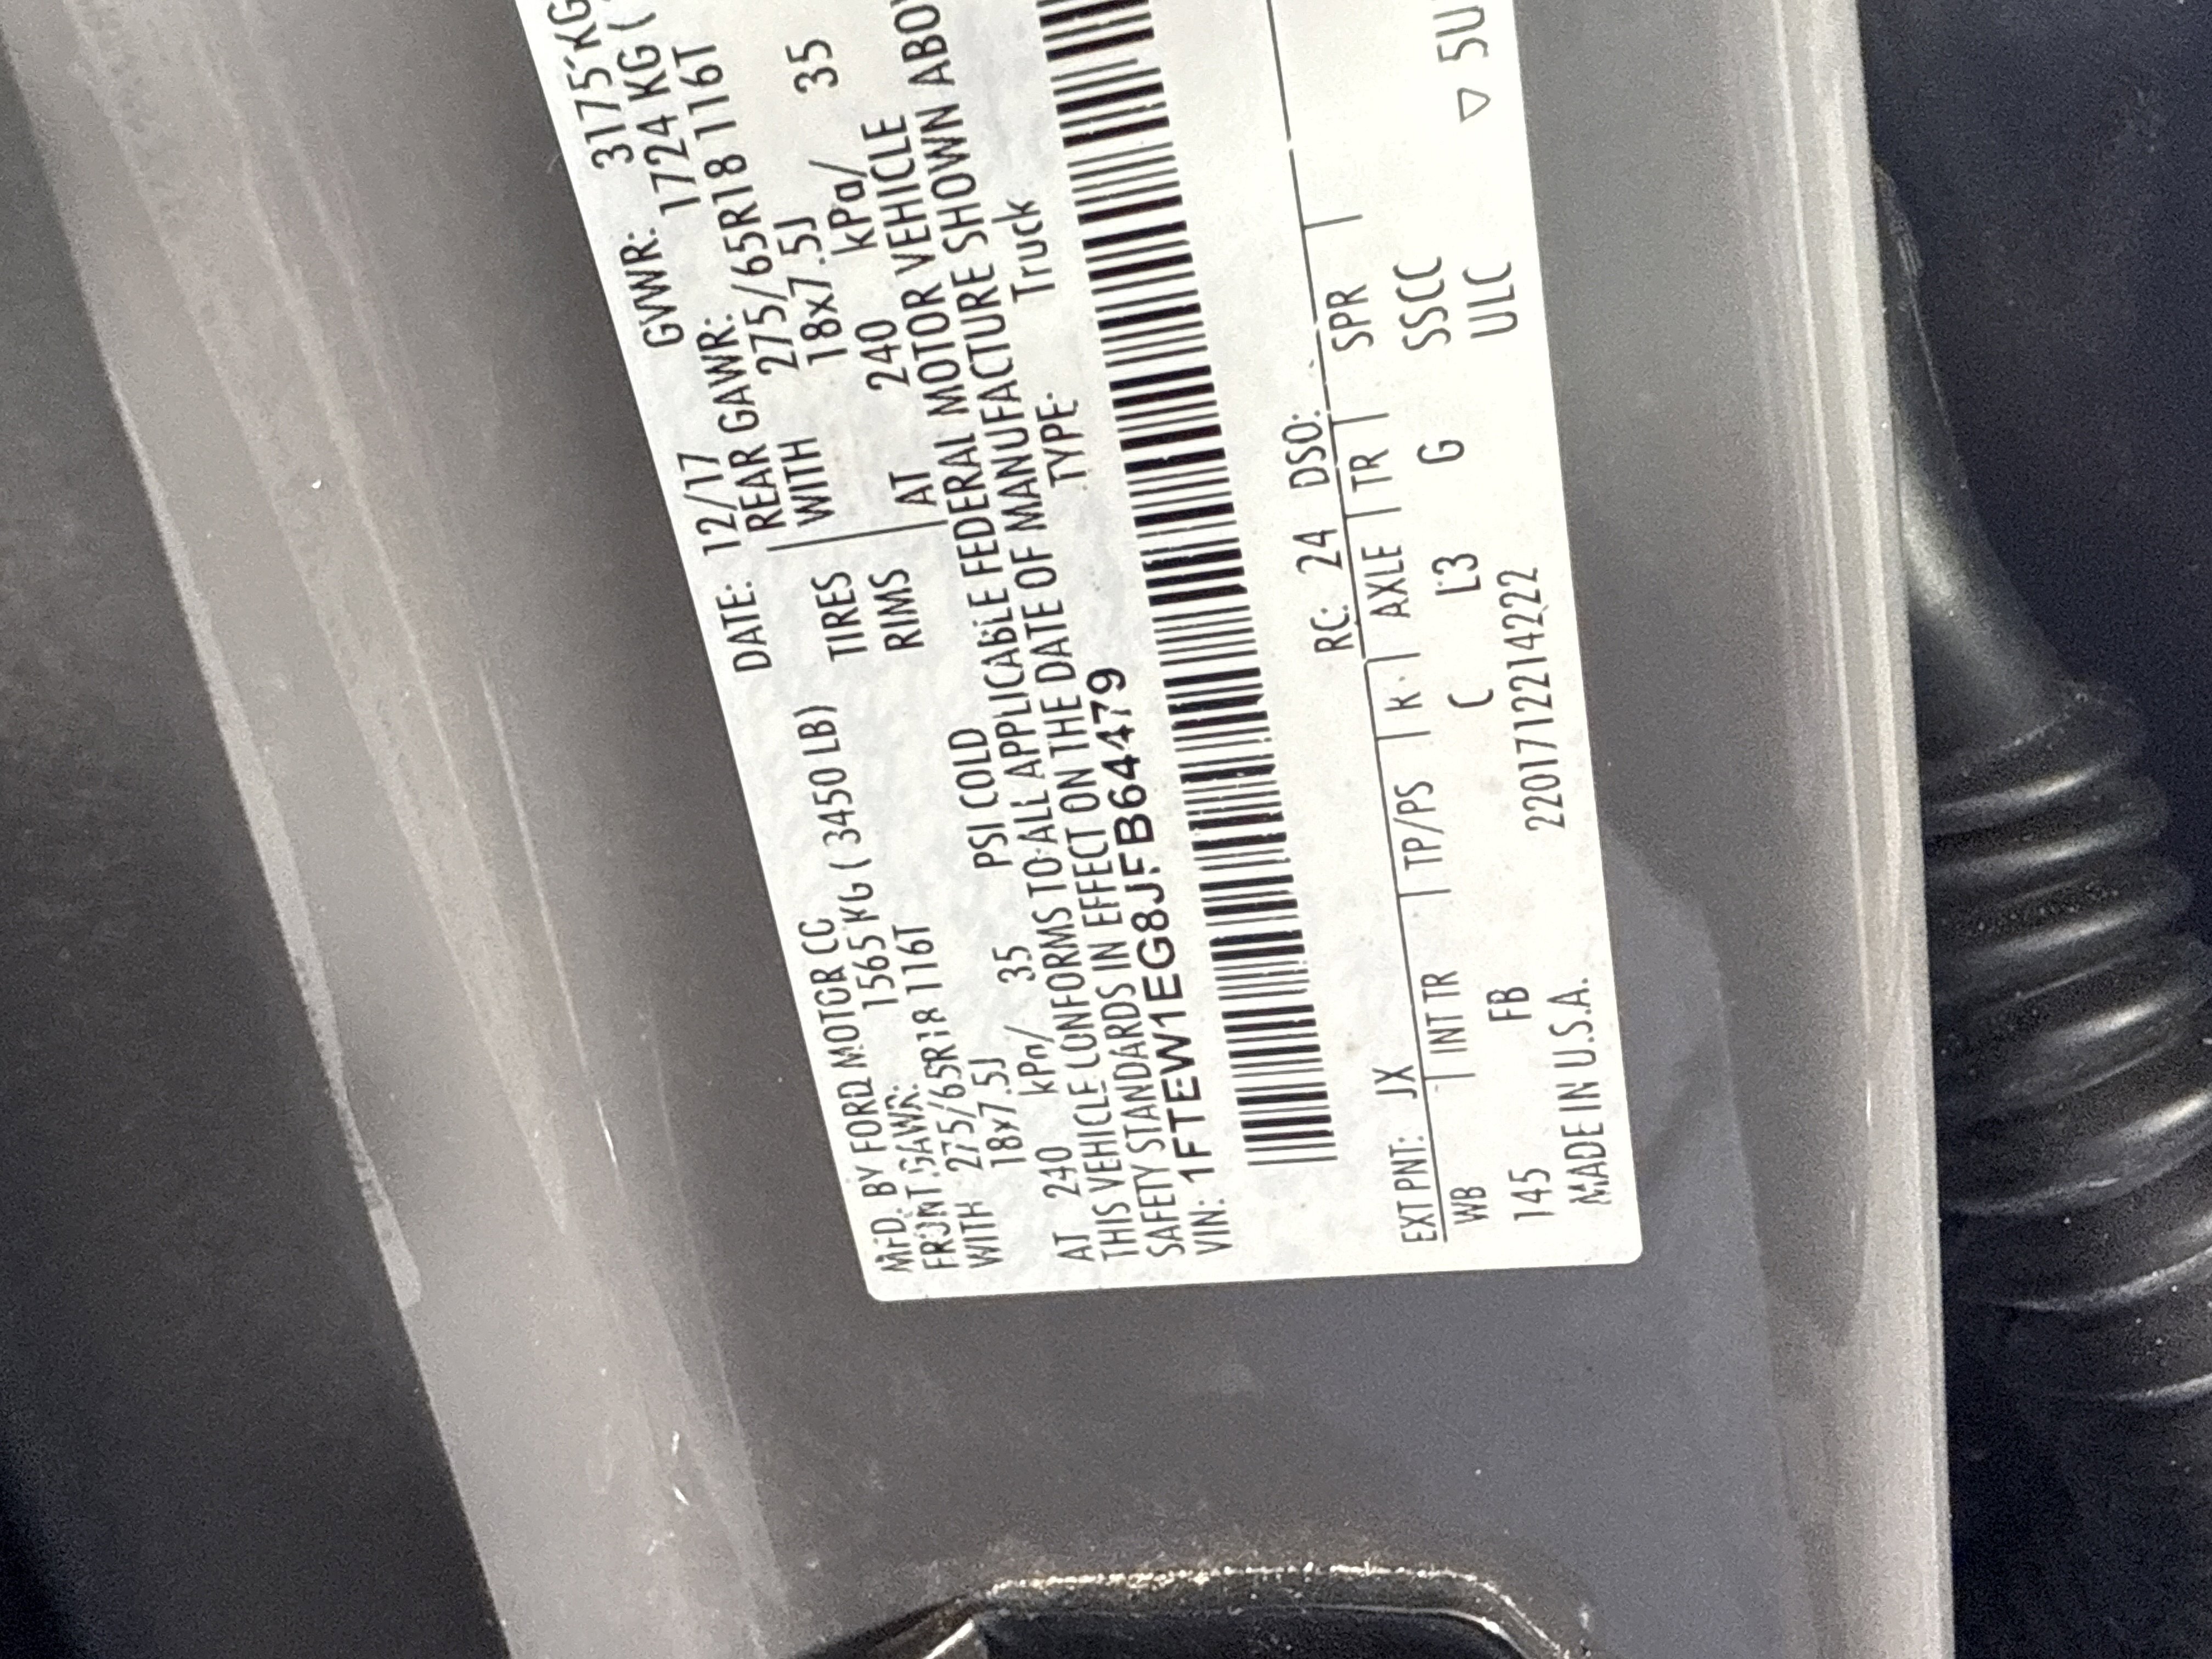 MFD. BY FORD MOTOR CO
DATE: 12/17 GVWR: 3175 KG
FRONT GAWR: 1565 KG ( 3450 LB) REAR GAWR: 1724 KG (
WITH 275/65R18 116T TIRES WITH 275/65R18 116T
18x7.5J RIMS 18x7.5J
AT 240 kPa/ 35 PSI COLD AT 240 kPa/ 35
THIS VEHICLE CONFORMS TO ALL APPLICABLE FEDERAL MOTOR VEHICLE
SAFETY STANDARDS IN EFFECT ON THE DATE OF MANUFACTURE SHOWN
VIN: 1FTEW1EG8JFB64479 TYPE: Truck
EXT PNT: JX RC: 24 DSO:
WB INT TR TP/PS R AXLE TR SPR
145 FB C L3 G SSCC
MADE IN U.S.A. 220171221422​2 ULC ▽ 5U